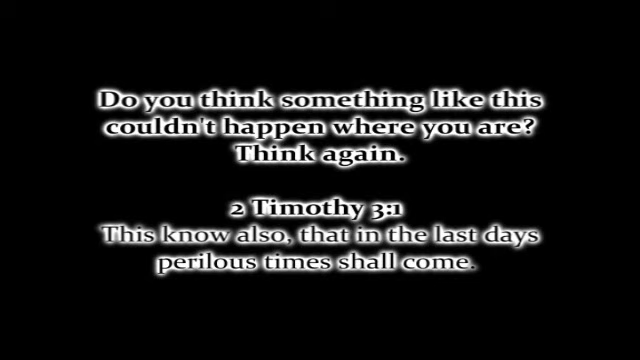 Do you think something like this
couldn't happen where you are?
Think again.
2 Timothy 3:1
This know also, that in the last days
perilous times shall come.